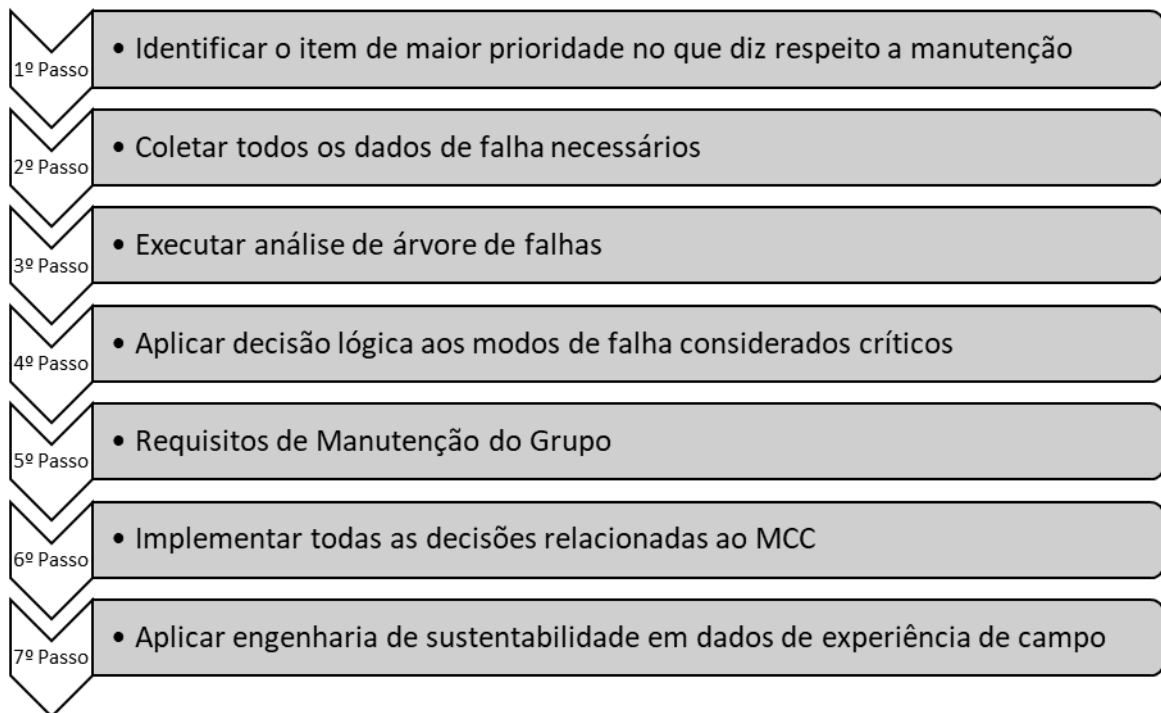 1º Passo
• Identificar o item de maior prioridade no que diz respeito a manutenção
2º Passo
• Coletar todos os dados de falha necessários
3º Passo
• Executar análise de árvore de falhas
4º Passo
• Aplicar decisão lógica aos modos de falha considerados críticos
5º Passo
• Requisitos de Manutenção do Grupo
6º Passo
• Implementar todas as decisões relacionadas ao MCC
7º Passo
• Aplicar engenharia de sustentabilidade em dados de experiência de campo